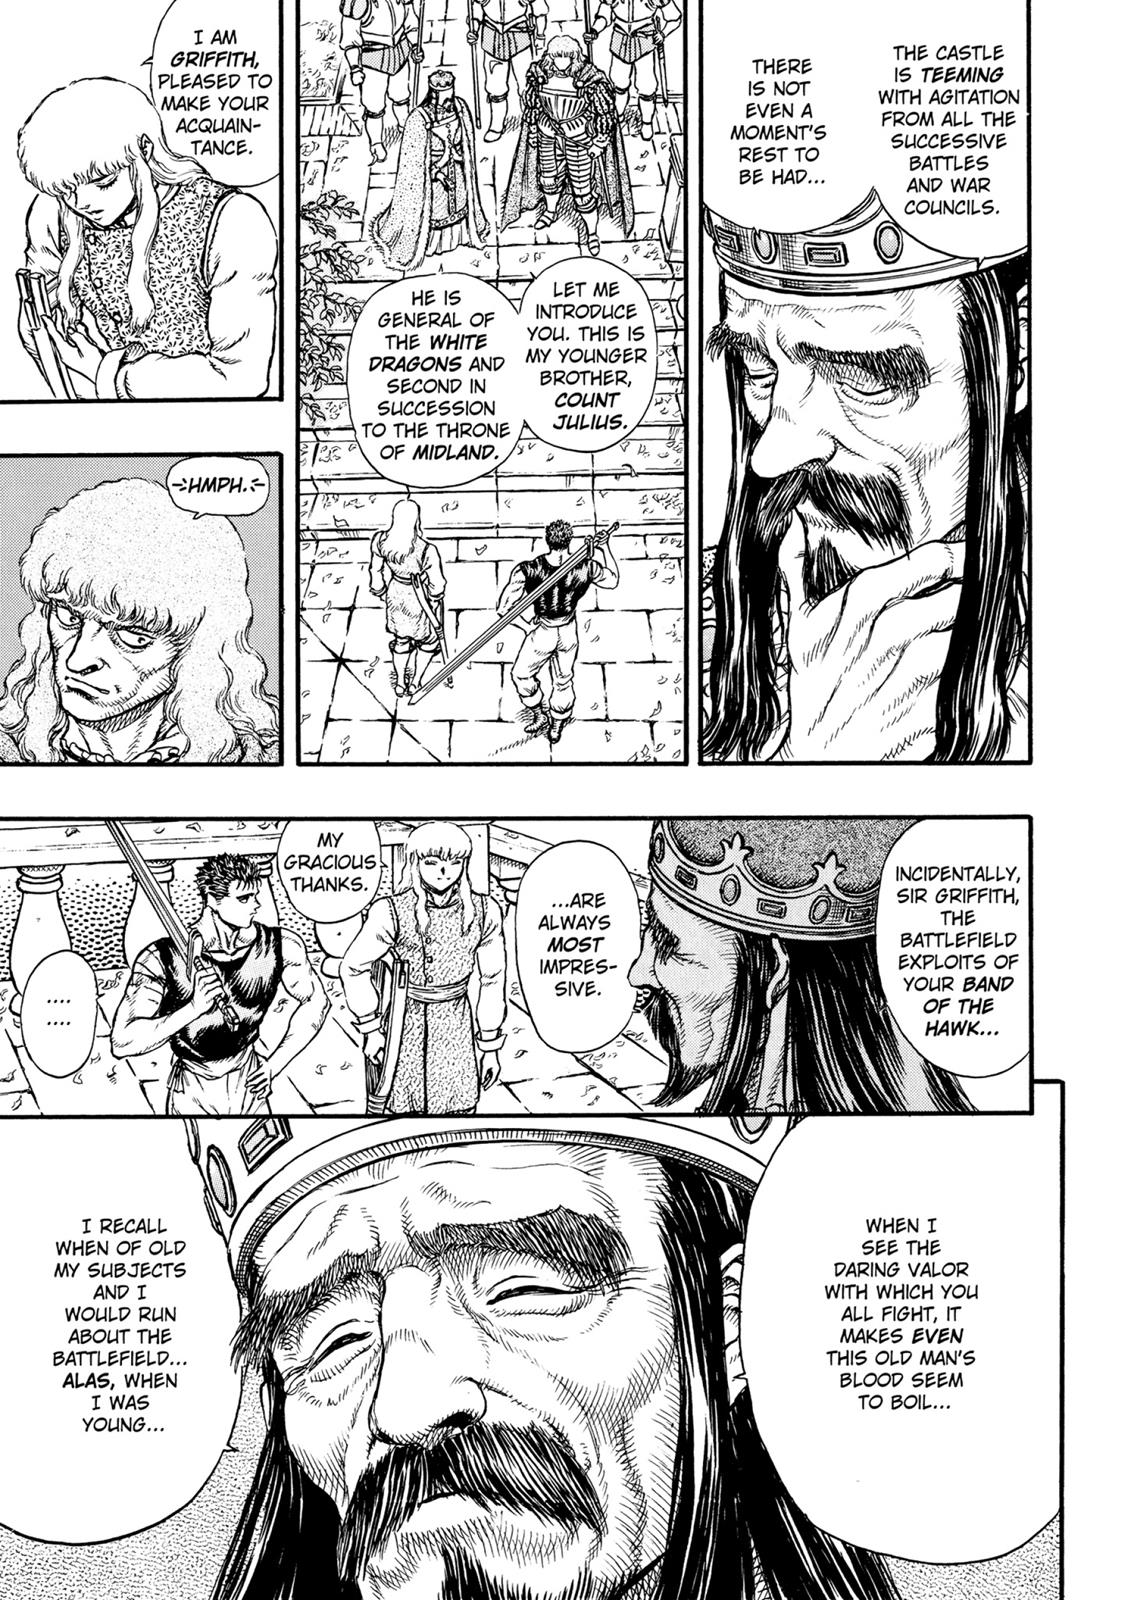 THE CASTLE
IS TEEMING
WITH AGITATION
FROM ALL THE
SUCCESSIVE
BATTLES
AND WAR
COUNCILS.
THERE
IS NOT
EVEN A
MOMENT'S
REST TO
BE HAD...
LET ME
INTRODUCE
YOU. THIS IS
MY YOUNGER
BROTHER,
COUNT
JULIUS.
HE IS
GENERAL OF
THE WHITE
DRAGONS AND
SECOND IN
SUCCESSION
TO THE THRONE
OF MIDLAND.
I AM
GRIFFITH,
PLEASED TO
MAKE YOUR
ACQUAIN-
TANCE.
HMPH.
INCIDENTALLY,
SIR GRIFFITH,
THE
BATTLEFIELD
EXPLOITS OF
YOUR BAND
OF THE
HAWK...
...ARE
ALWAYS
MOST
IMPRES-
SIVE.
MY
GRACIOUS
THANKS.
....
....
WHEN I
SEE THE
DARING VALOR
WITH WHICH YOU
ALL FIGHT, IT
MAKES EVEN
THIS OLD MAN'S
BLOOD SEEM
TO BOIL...
I RECALL
WHEN OF OLD
MY SUBJECTS
AND I
WOULD RUN
ABOUT THE
BATTLEFIELD...
ALAS, WHEN
I WAS
YOUNG...